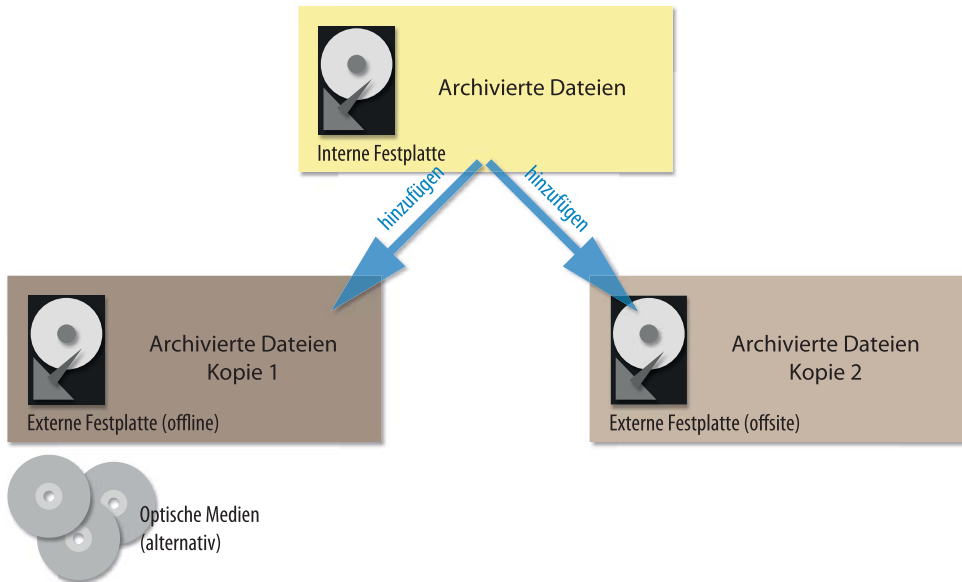 Archivierte Dateien
Interne Festplatte
hinzufügen
hinzufügen
Archivierte Dateien
Kopie 1
Externe Festplatte (offline)
Archivierte Dateien
Kopie 2
Externe Festplatte (offsite)
Optische Medien
(alternativ)